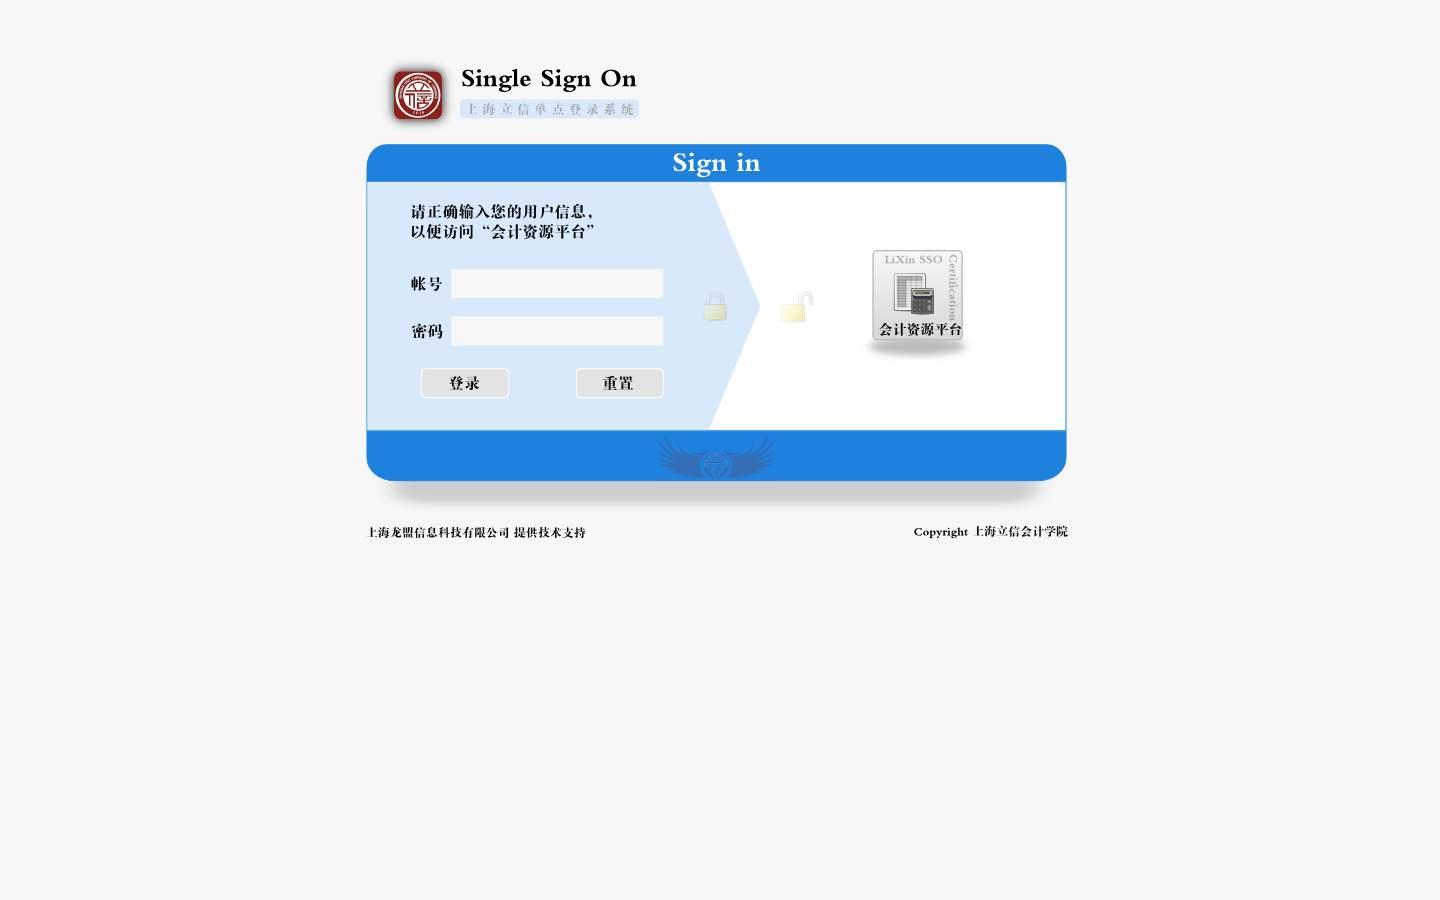 Single Sign On
上海立信单点登录系统
Sign in
请正确输入您的用户信息，
以便访问“会计资源平台”
帐号
密码
登录
重置
LiXin SSO
Certification
会计资源平台
上海龙盟信息科技有限公司 提供技术支持
Copyright 上海立信会计学院